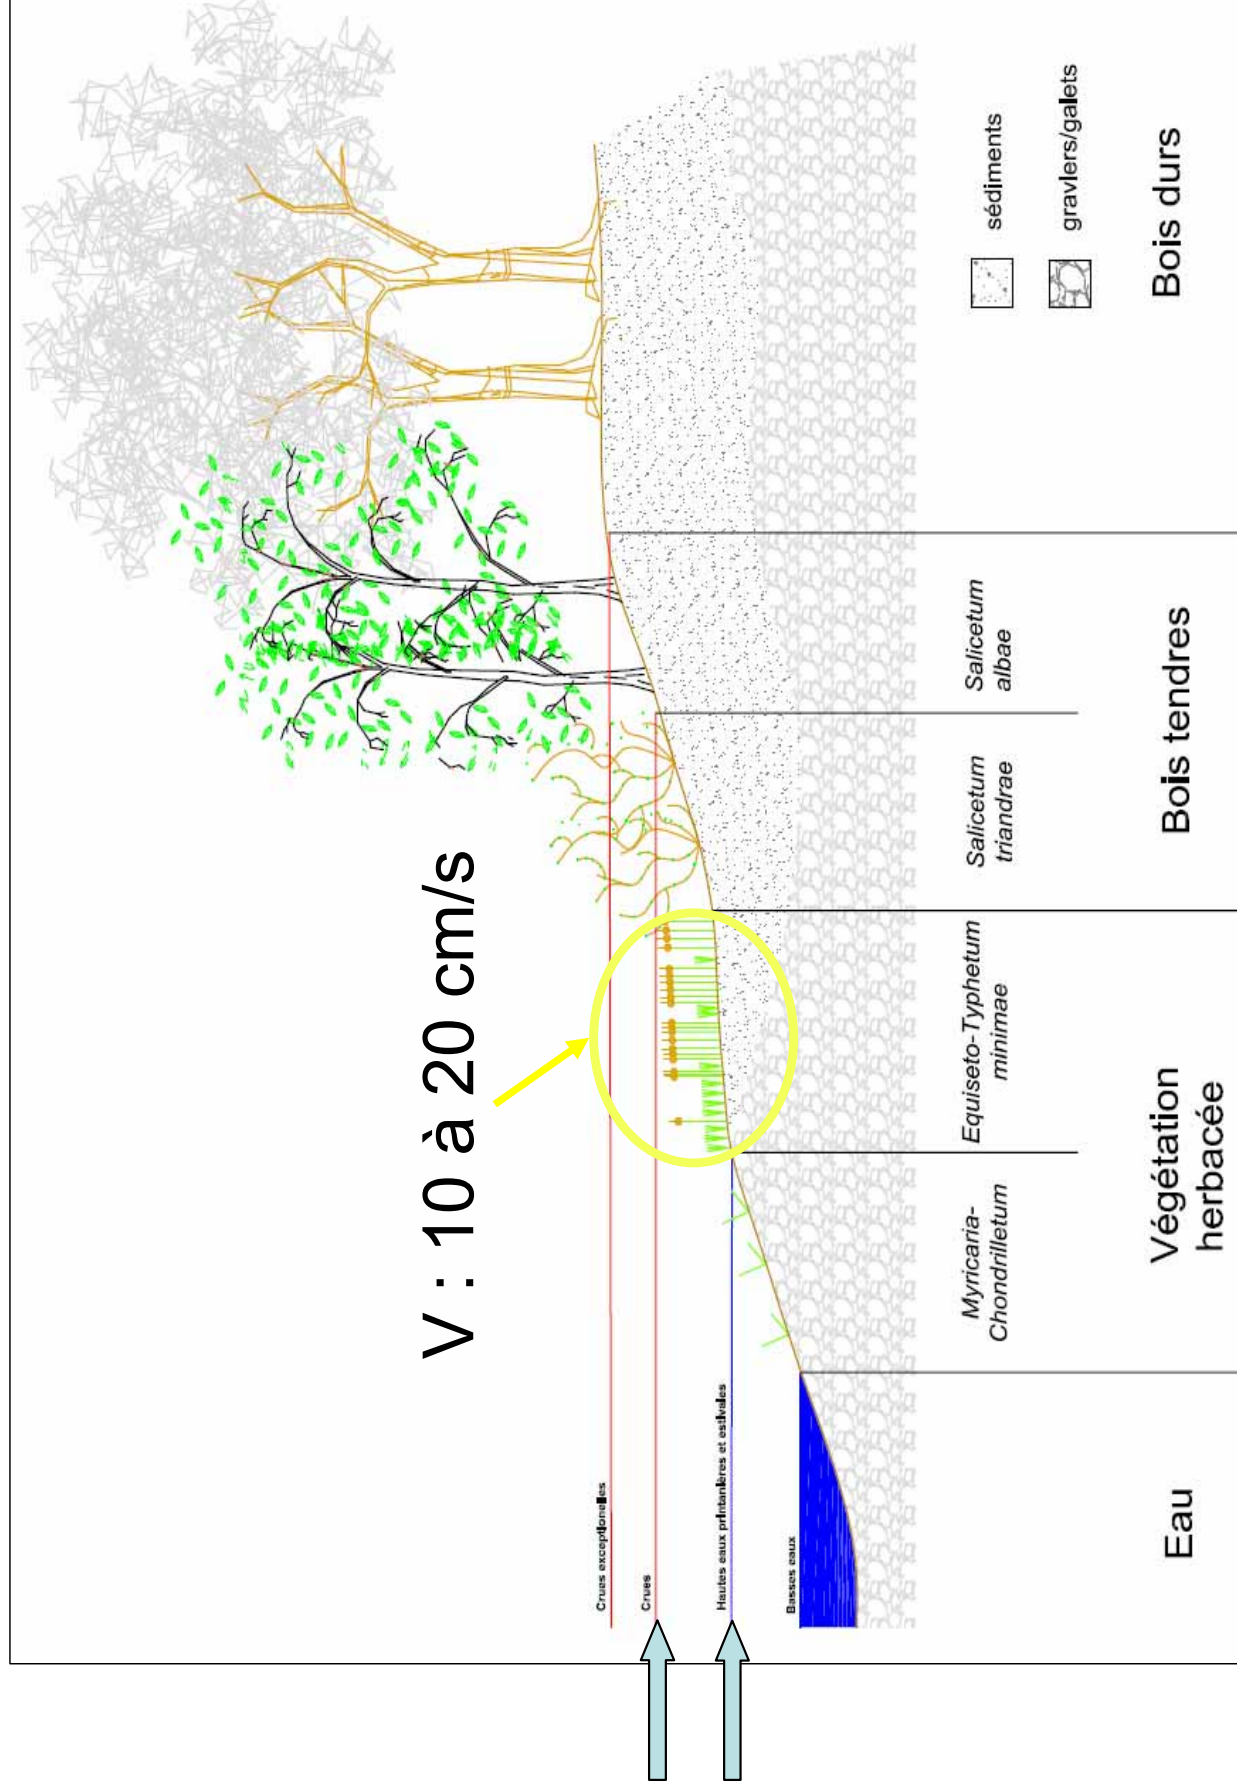 V : 10 à 20 cm/s
Crues exceptionelles
Crues
Hautes eaux printanières et estivales
Basses eaux
sédiments
graviers/galets
Myricaria-
Chondrilletum
Equiseto-Typhetum
minimae
Salicetum
triandrae
Salicetum
albae
Eau
Végétation
herbacée
Bois tendres
Bois durs